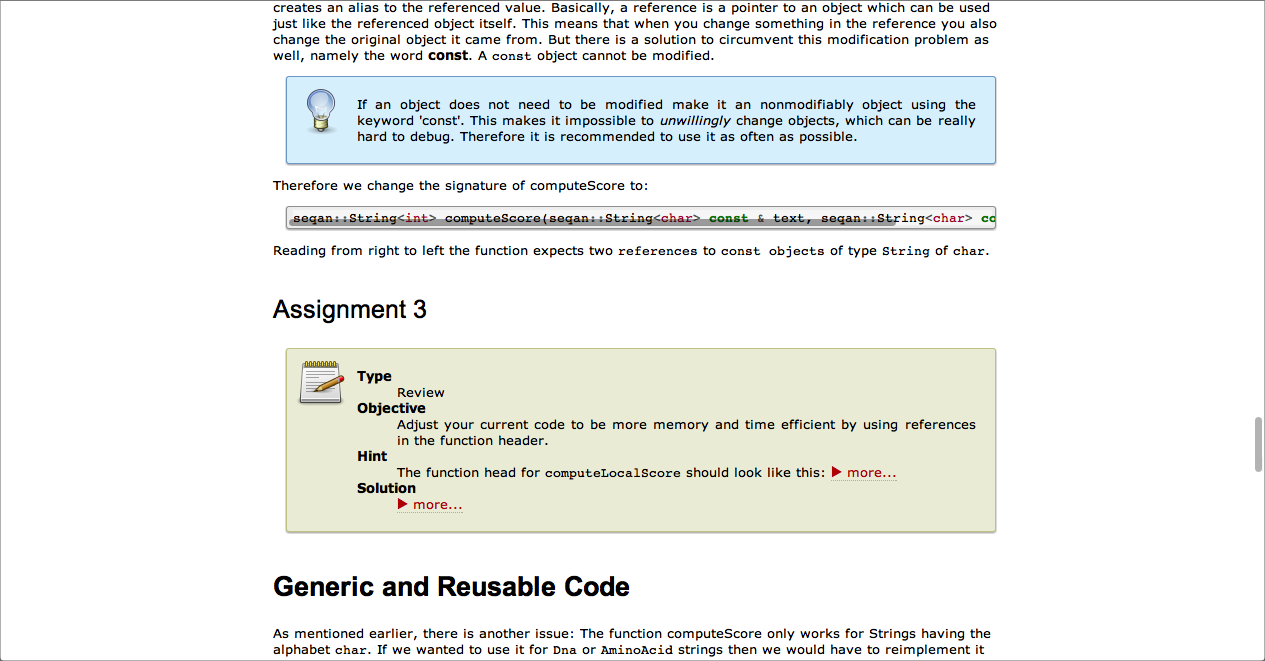 creates an alias to the referenced value. Basically, a reference is a pointer to an object which can be used
just like the referenced object itself. This means that when you change something in the reference you also
change the original object it came from. But there is a solution to circumvent this modification problem as
well, namely the word const. A const object cannot be modified.
If an object does not need to be modified make it an nonmodifiably object using the
keyword 'const'. This makes it impossible to unwillingly change objects, which can be really
hard to debug. Therefore it is recommended to use it as often as possible.
Therefore we change the signature of computeScore to:
seqan::String<int> computeScore(seqan::String<char> const & text, seqan::String<char> co
Reading from right to left the function expects two references to const objects of type String of char.
Assignment 3
Type
Review
Objective
Adjust your current code to be more memory and time efficient by using references
in the function header.
Hint
The function head for computeLocalScore should look like this: ▶ more...
Solution
▶ more...
Generic and Reusable Code
As mentioned earlier, there is another issue: The function computeScore only works for Strings having the
alphabet char. If we wanted to use it for Dna or AminoAcid strings then we would have to reimplement it